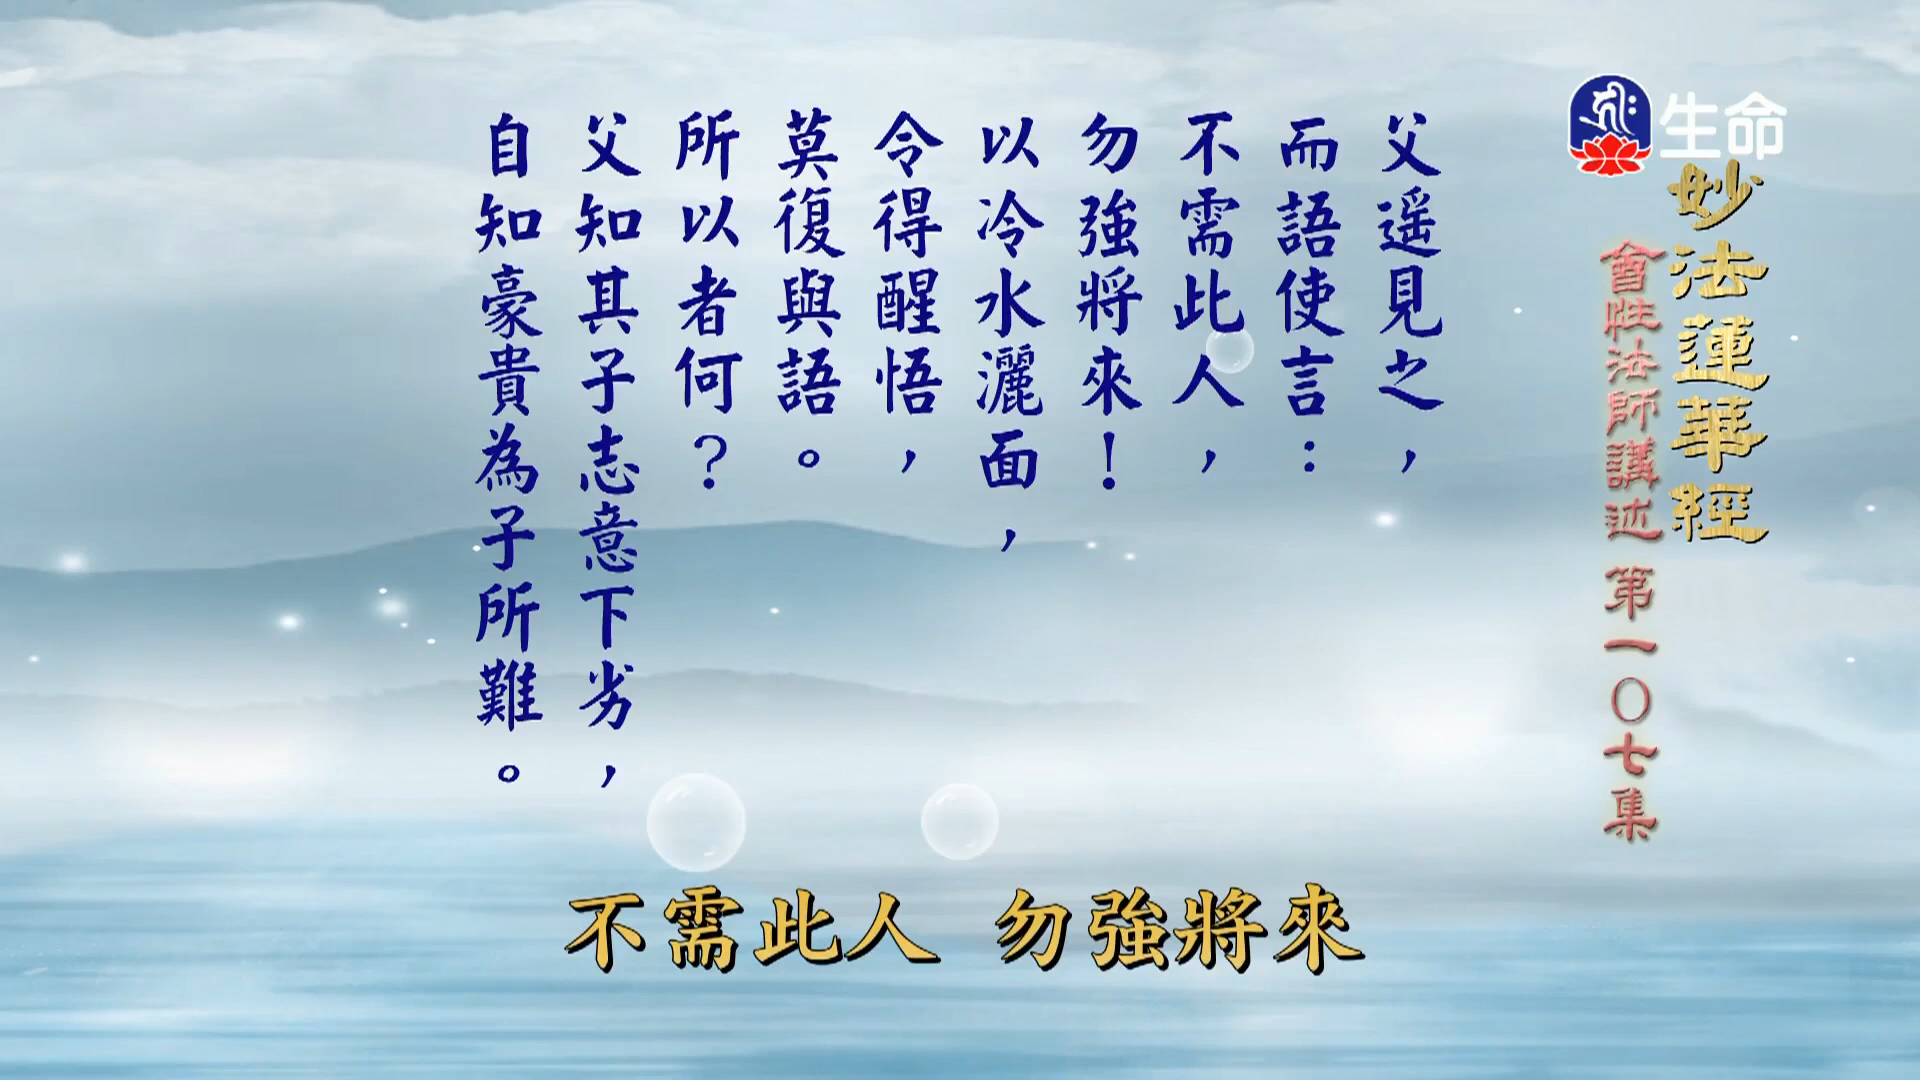 生命
妙法蓮華經
會性法師講述 第一〇七集
父遥見之，
而語使言：
不需此人，
勿強將來！
以冷水灑面，
令得醒悟，
莫復與語。
所以者何？
父知其子志意下劣，
自知豪貴為子所難。
不需此人 勿強將來